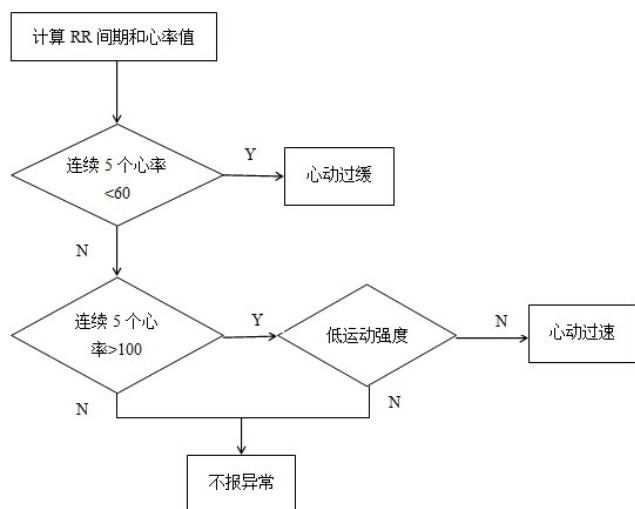 计算 RR 间期和心率值
连续 5 个心率
<60
Y
心动过缓
N
连续 5 个心
率>100
Y
低运动强度
N
心动过速
N
N
不报异常